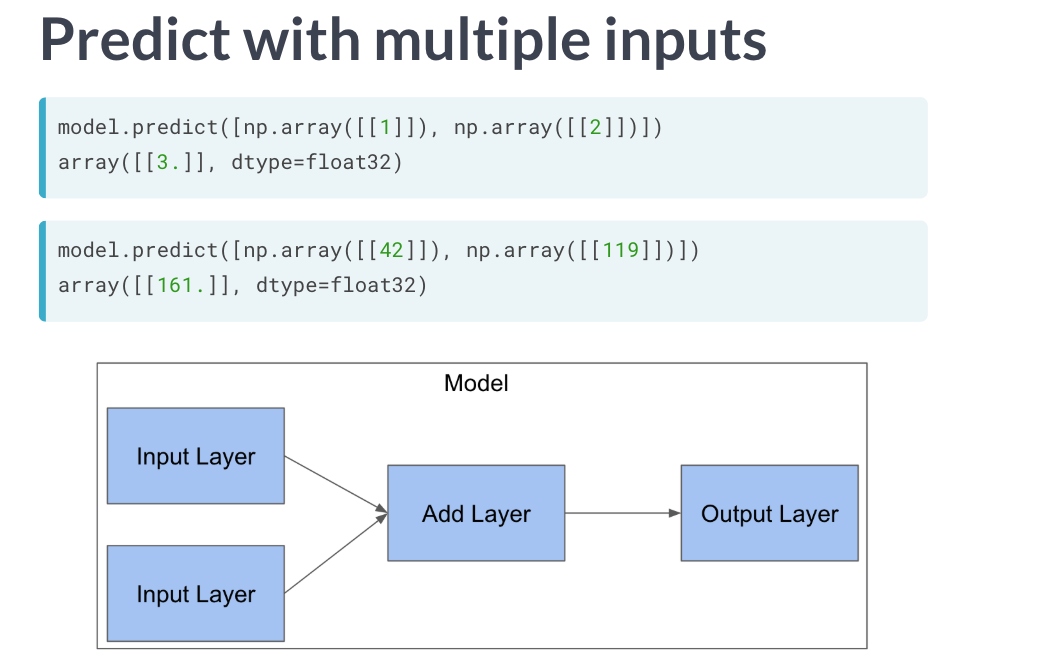 Predict with multiple inputs
model.predict([np.array([[1]]), np.array([[2]])])
array([[3.]], dtype=float32)
model.predict([np.array([[42]]), np.array([[119]])])
array([[161.]], dtype=float32)
Model
Input Layer
Add Layer
Output Layer
Input Layer